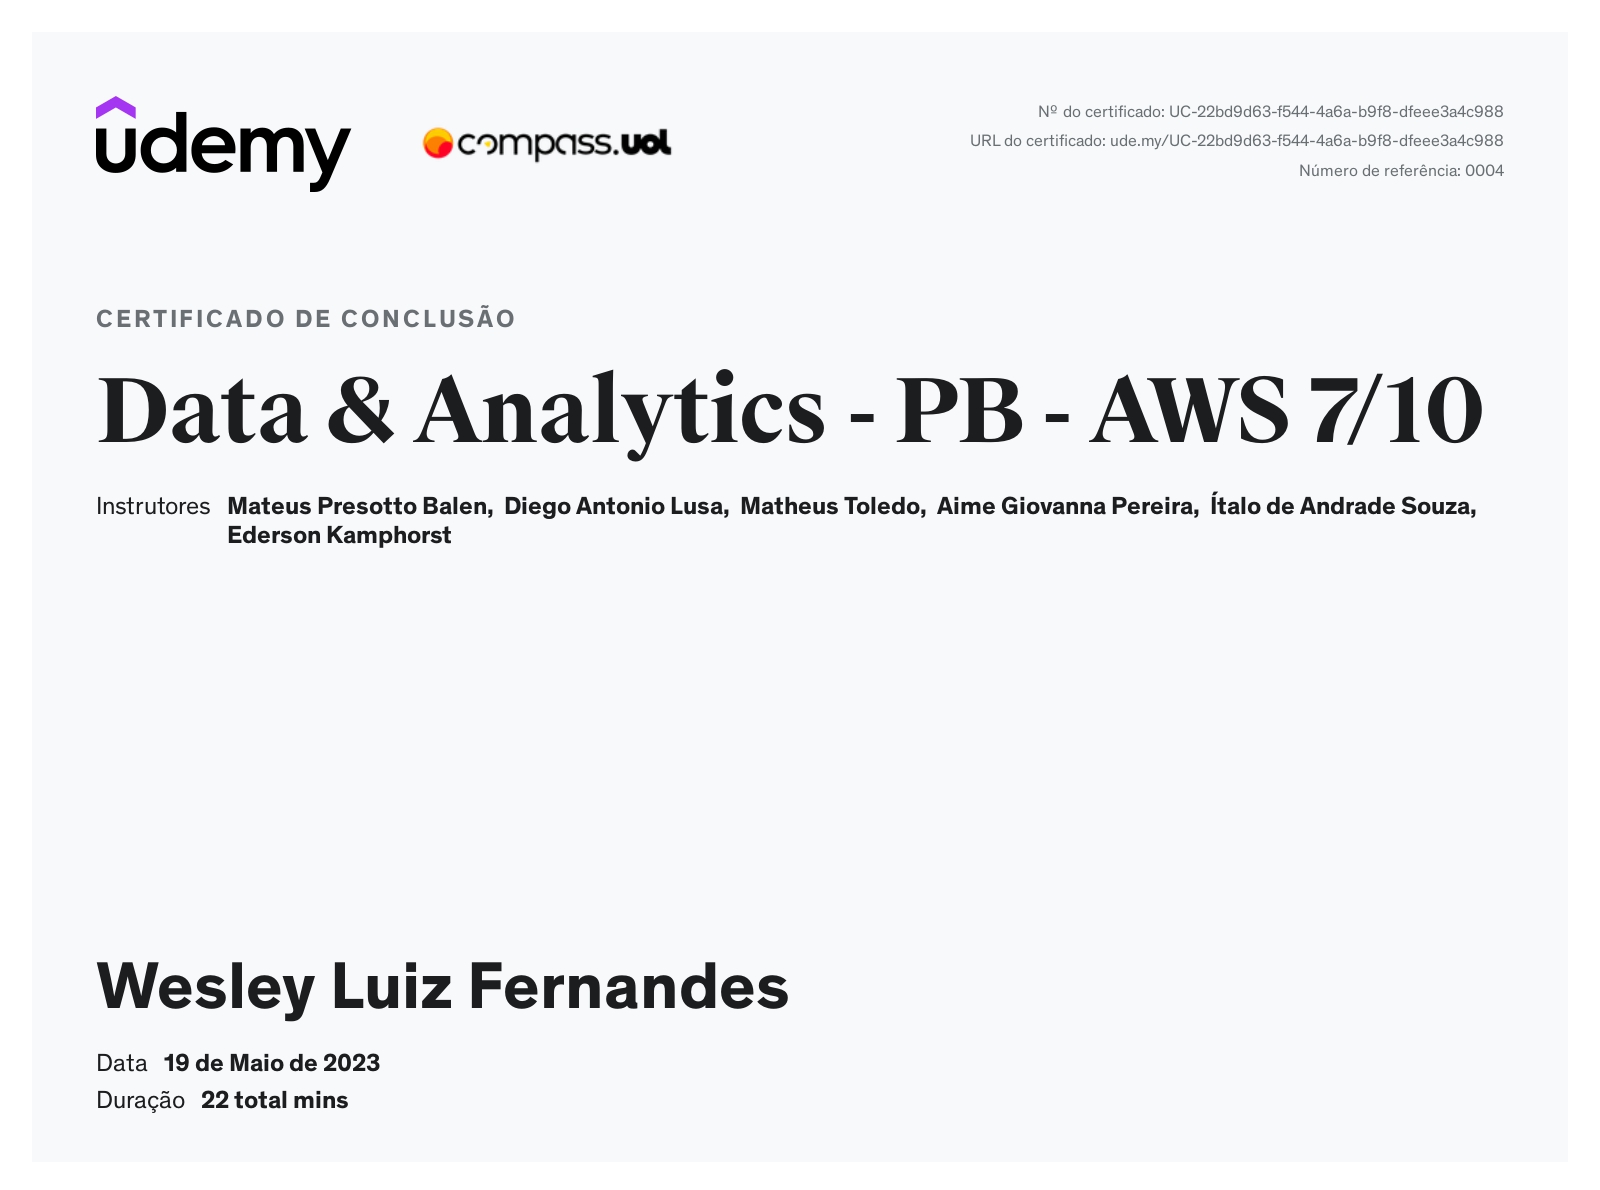 udemy
compass.uol
Nº do certificado: UC-22bd9d63-f544-4a6a-b9f8-dfeee3a4c988
URL do certificado: ude.my/UC-22bd9d63-f544-4a6a-b9f8-dfeee3a4c988
Número de referência: 0004
CERTIFICADO DE CONCLUSÃO
Data & Analytics - PB - AWS 7/10
Instrutores Mateus Presotto Balen, Diego Antonio Lusa, Matheus Toledo, Aime Giovanna Pereira, Ítalo de Andrade Souza,
Ederson Kamphorst
Wesley Luiz Fernandes
Data 19 de Maio de 2023
Duração 22 total mins